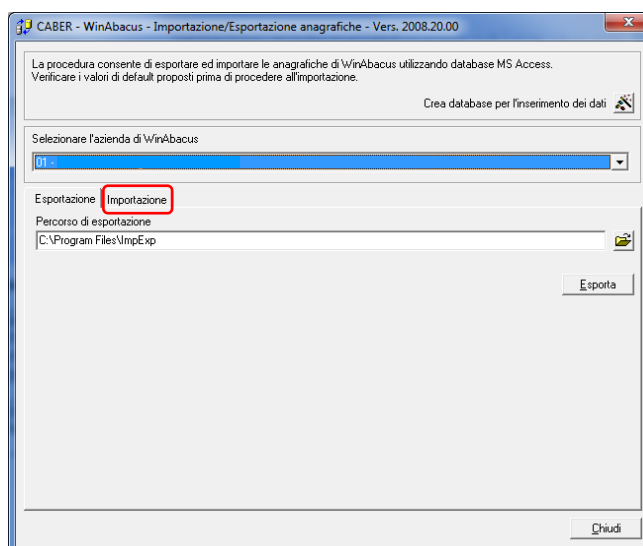 CABER - WinAbacus - Importazione/Esportazione anagrafiche - Vers. 2008.20.00
La procedura consente di esportare ed importare le anagrafiche di WinAbacus utilizzando database MS Access.
Verificare i valori di default proposti prima di procedere all'importazione.
Crea database per l'inserimento dei dati
Selezionare l'azienda di WinAbacus
01 -
Esportazione
Importazione
Percorso di esportazione
C:\Program Files\ImpExp
Esporta
Chiudi